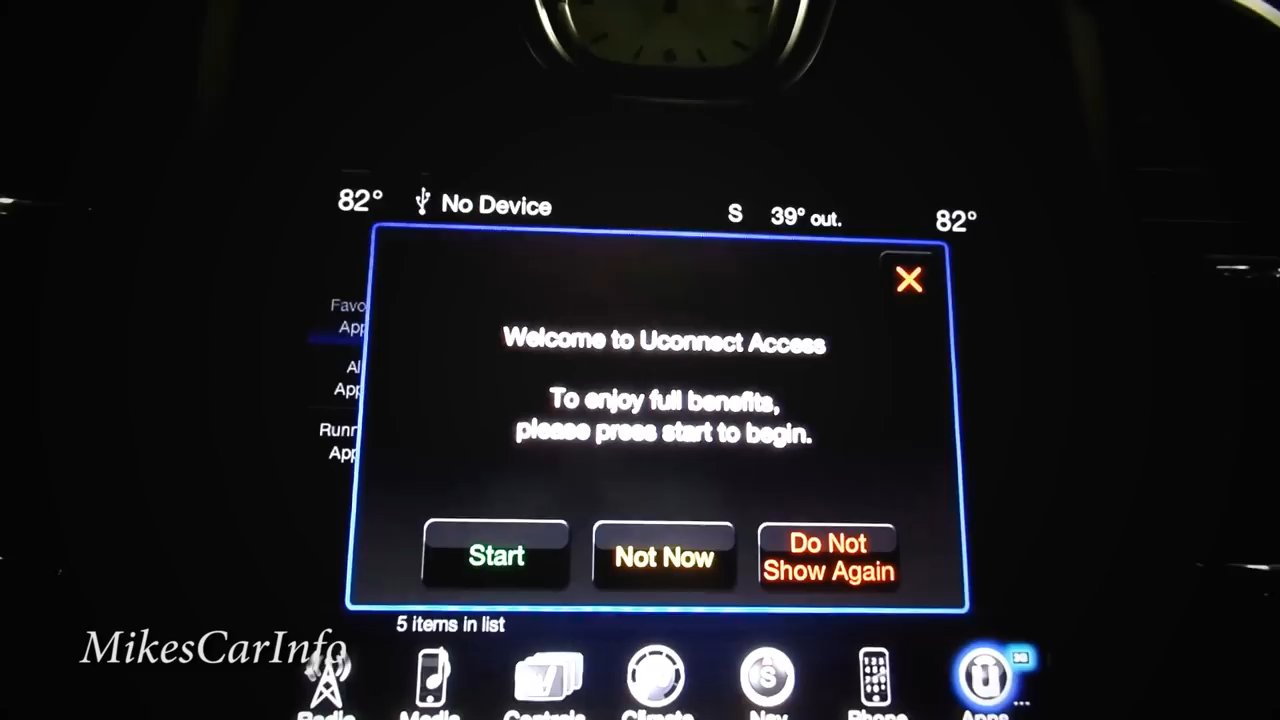 82° No Device S 39° out. 82°
Favo
App
Al
App
Runn
App
Welcome to Uconnect Access
To enjoy full benefits,
please press start to begin.
Start
Not Now
Do Not
Show Again
5 items in list
MikesCarInfo
Radio Media Controls Climate Nav Phone Apps